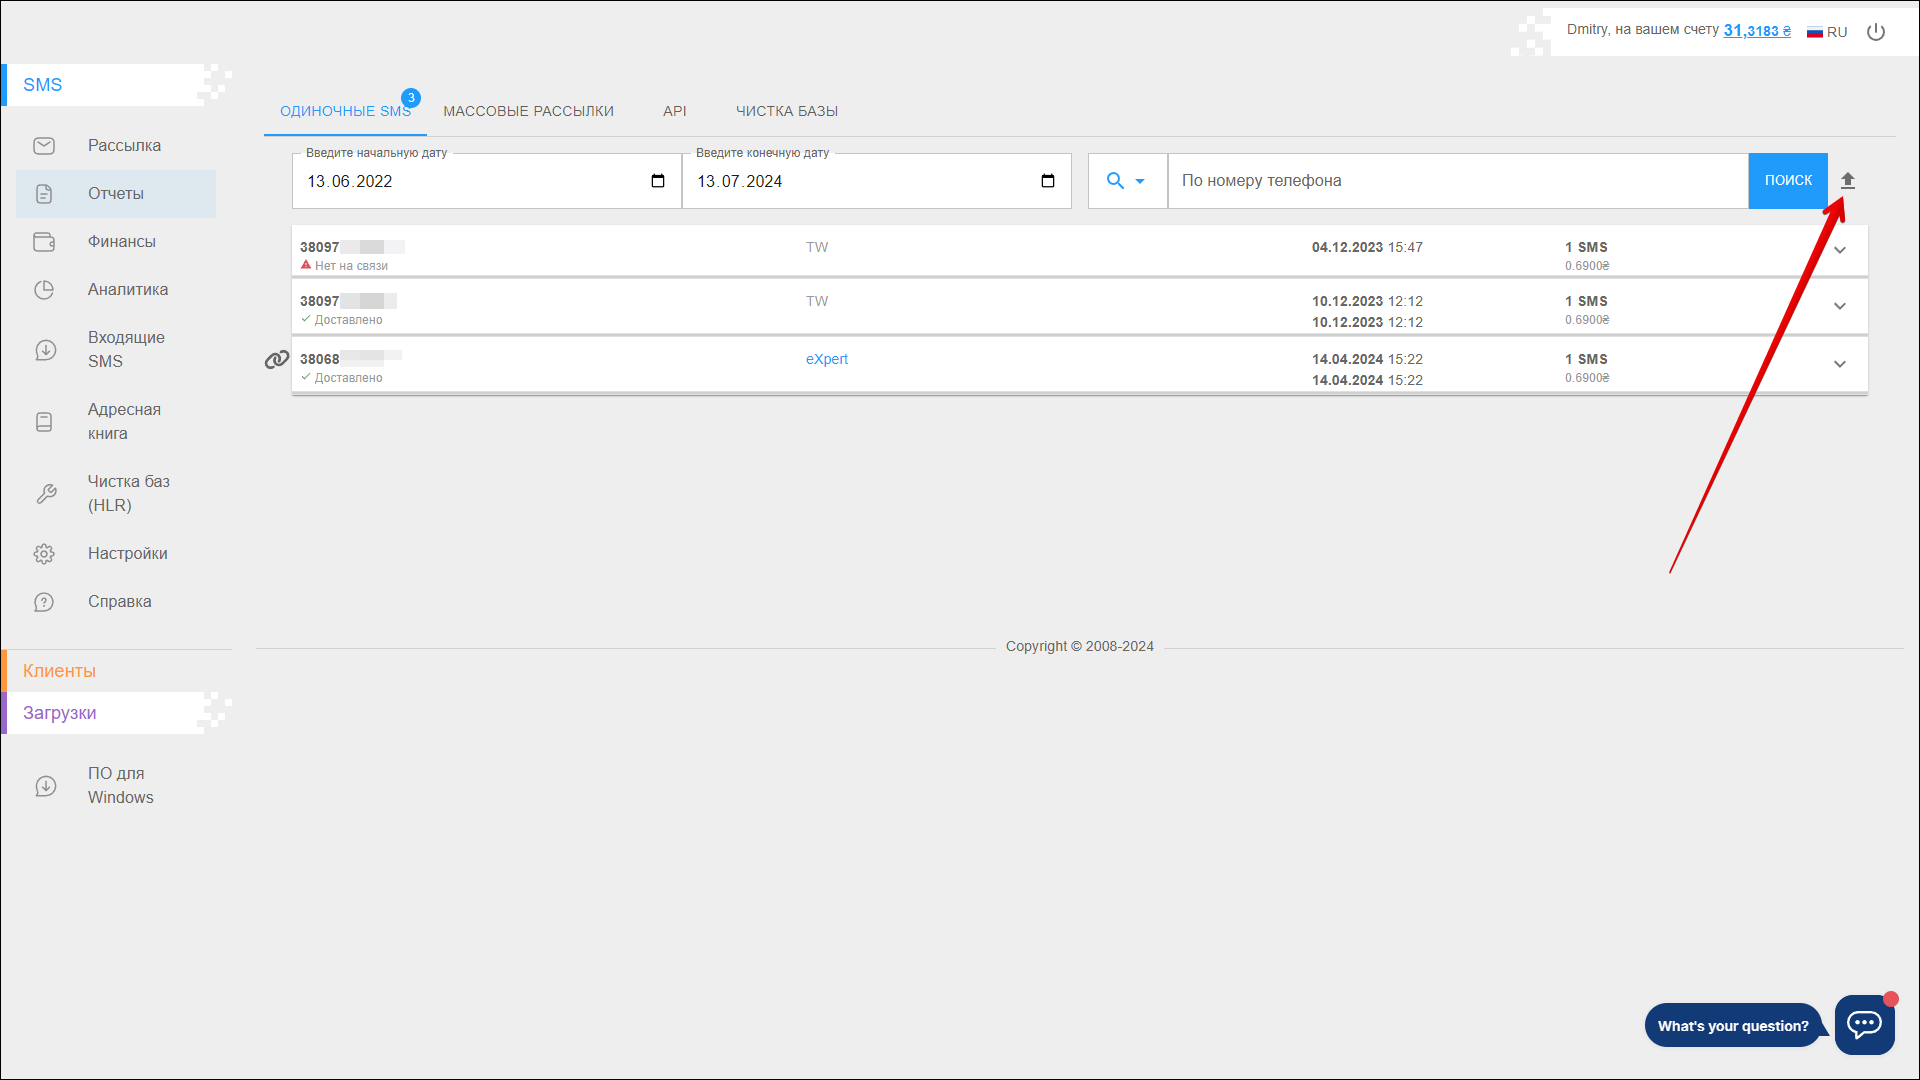 Dmitry, на вашем счету 31,3183 ₴ RU
SMS
Рассылка
Отчеты
Финансы
Аналитика
Входящие
SMS
Адресная
книга
Чистка баз
(HLR)
Настройки
Справка
Клиенты
Загрузки
ПО для
Windows
ОДИНОЧНЫЕ SMS 3 МАССОВЫЕ РАССЫЛКИ API ЧИСТКА БАЗЫ
Введите начальную дату Введите конечную дату
13.06.2022 13.07.2024 По номеру телефона ПОИСК
38097 TW 04.12.2023 15:47 1 SMS
Нет на связи 0.6900₴
38097 TW 10.12.2023 12:12 1 SMS
Доставлено 10.12.2023 12:12 0.6900₴
38068 eXpert 14.04.2024 15:22 1 SMS
Доставлено 14.04.2024 15:22 0.6900₴
Copyright © 2008-2024
What's your question?